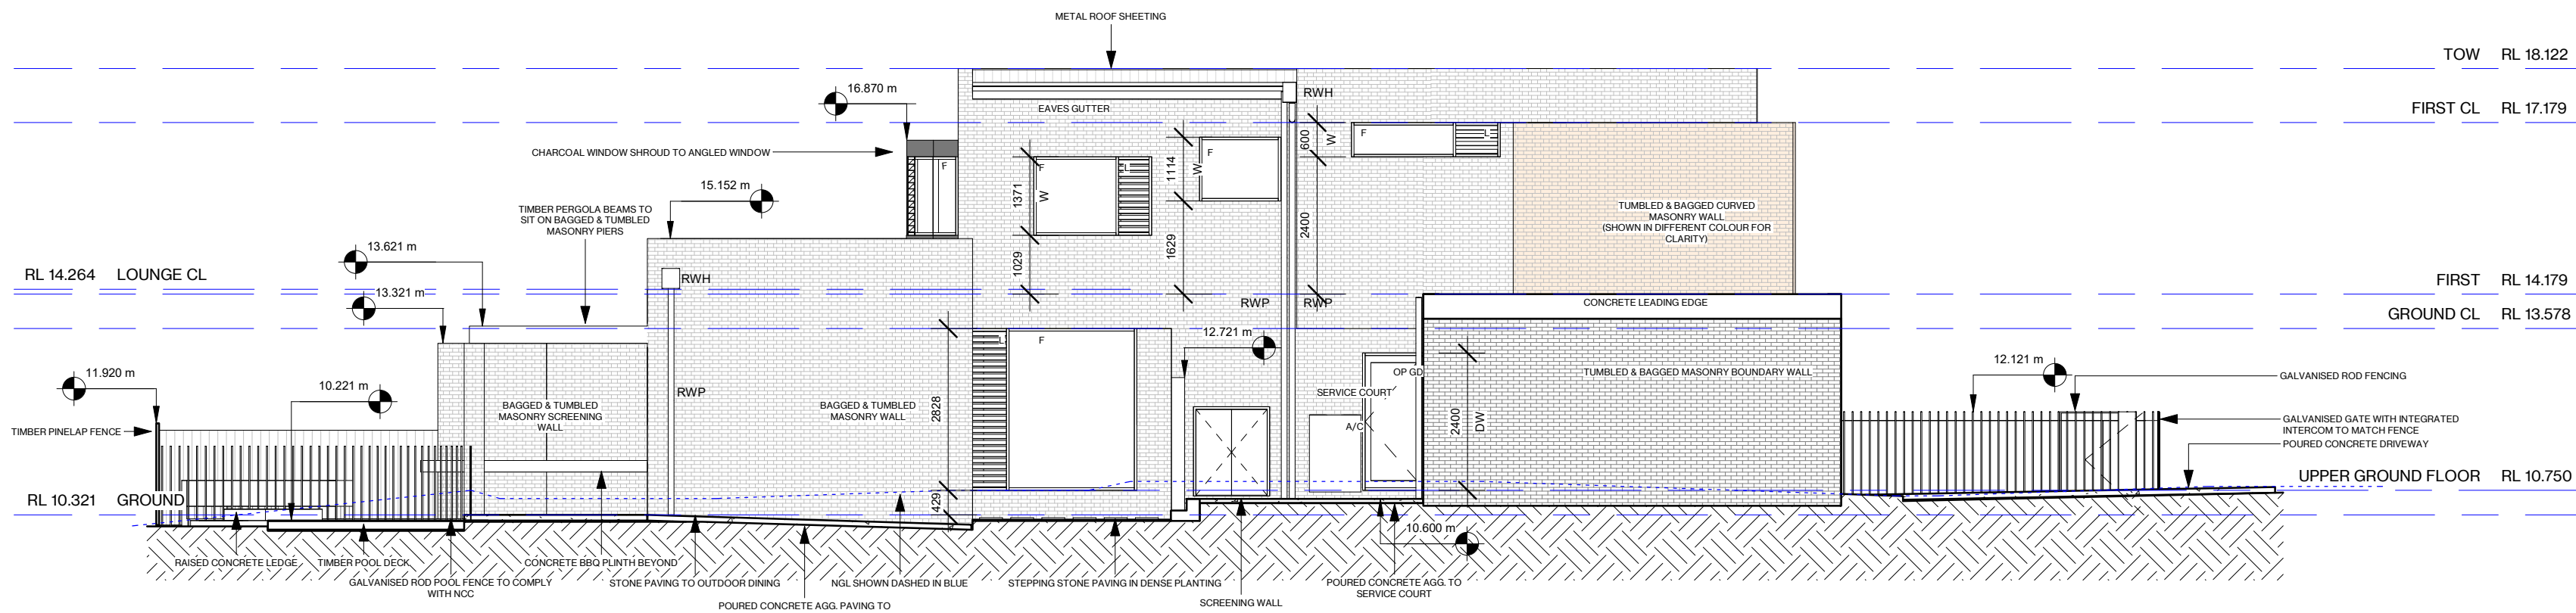 METAL ROOF SHEETING
TOW RL 18.122
16.870 m
RWH
EAVES GUTTER
FIRST CL RL 17.179
F
L
600
W
F
CHARCOAL WINDOW SHROUD TO ANGLED WINDOW
F
F
L
1114
W
1371
W
15.152 m
TIMBER PERGOLA BEAMS TO
SIT ON BAGGED & TUMBLED
MASONRY PIERS
TUMBLED & BAGGED CURVED
MASONRY WALL
(SHOWN IN DIFFERENT COLOUR FOR
CLARITY)
2400
1629
1029
13.621 m
RL 14.264 LOUNGE CL
RWH
FIRST RL 14.179
13.321 m
RWP
RWP
CONCRETE LEADING EDGE
GROUND CL RL 13.578
12.721 m
L
F
11.920 m
10.221 m
RWP
OP GD
SERVICE COURT
TUMBLED & BAGGED MASONRY BOUNDARY WALL
12.121 m
GALVANISED ROD FENCING
BAGGED & TUMBLED
MASONRY SCREENING
WALL
BAGGED & TUMBLED
MASONRY WALL
2828
A/C
2400
DW
GALVANISED GATE WITH INTEGRATED
INTERCOM TO MATCH FENCE
TIMBER PINELAP FENCE
POURED CONCRETE DRIVEWAY
UPPER GROUND FLOOR RL 10.750
RL 10.321 GROUND
429
10.600 m
RAISED CONCRETE LEDGE
TIMBER POOL DECK
CONCRETE BBQ PLINTH BEYOND
GALVANISED ROD POOL FENCE TO COMPLY
WITH NCC
STONE PAVING TO OUTDOOR DINING
NGL SHOWN DASHED IN BLUE
STEPPING STONE PAVING IN DENSE PLANTING
POURED CONCRETE AGG. TO
SERVICE COURT
SCREENING WALL
POURED CONCRETE AGG. PAVING TO